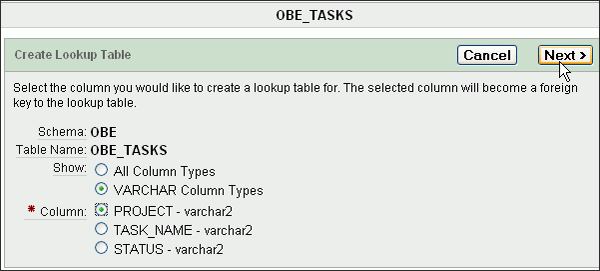 OBE_TASKS
Create Lookup Table Cancel Next >
Select the column you would like to create a lookup table for. The selected column will become a foreign
key to the lookup table.
Schema: OBE
Table Name: OBE_TASKS
Show: All Column Types
VARCHAR Column Types
* Column: PROJECT - varchar2
TASK_NAME - varchar2
STATUS - varchar2